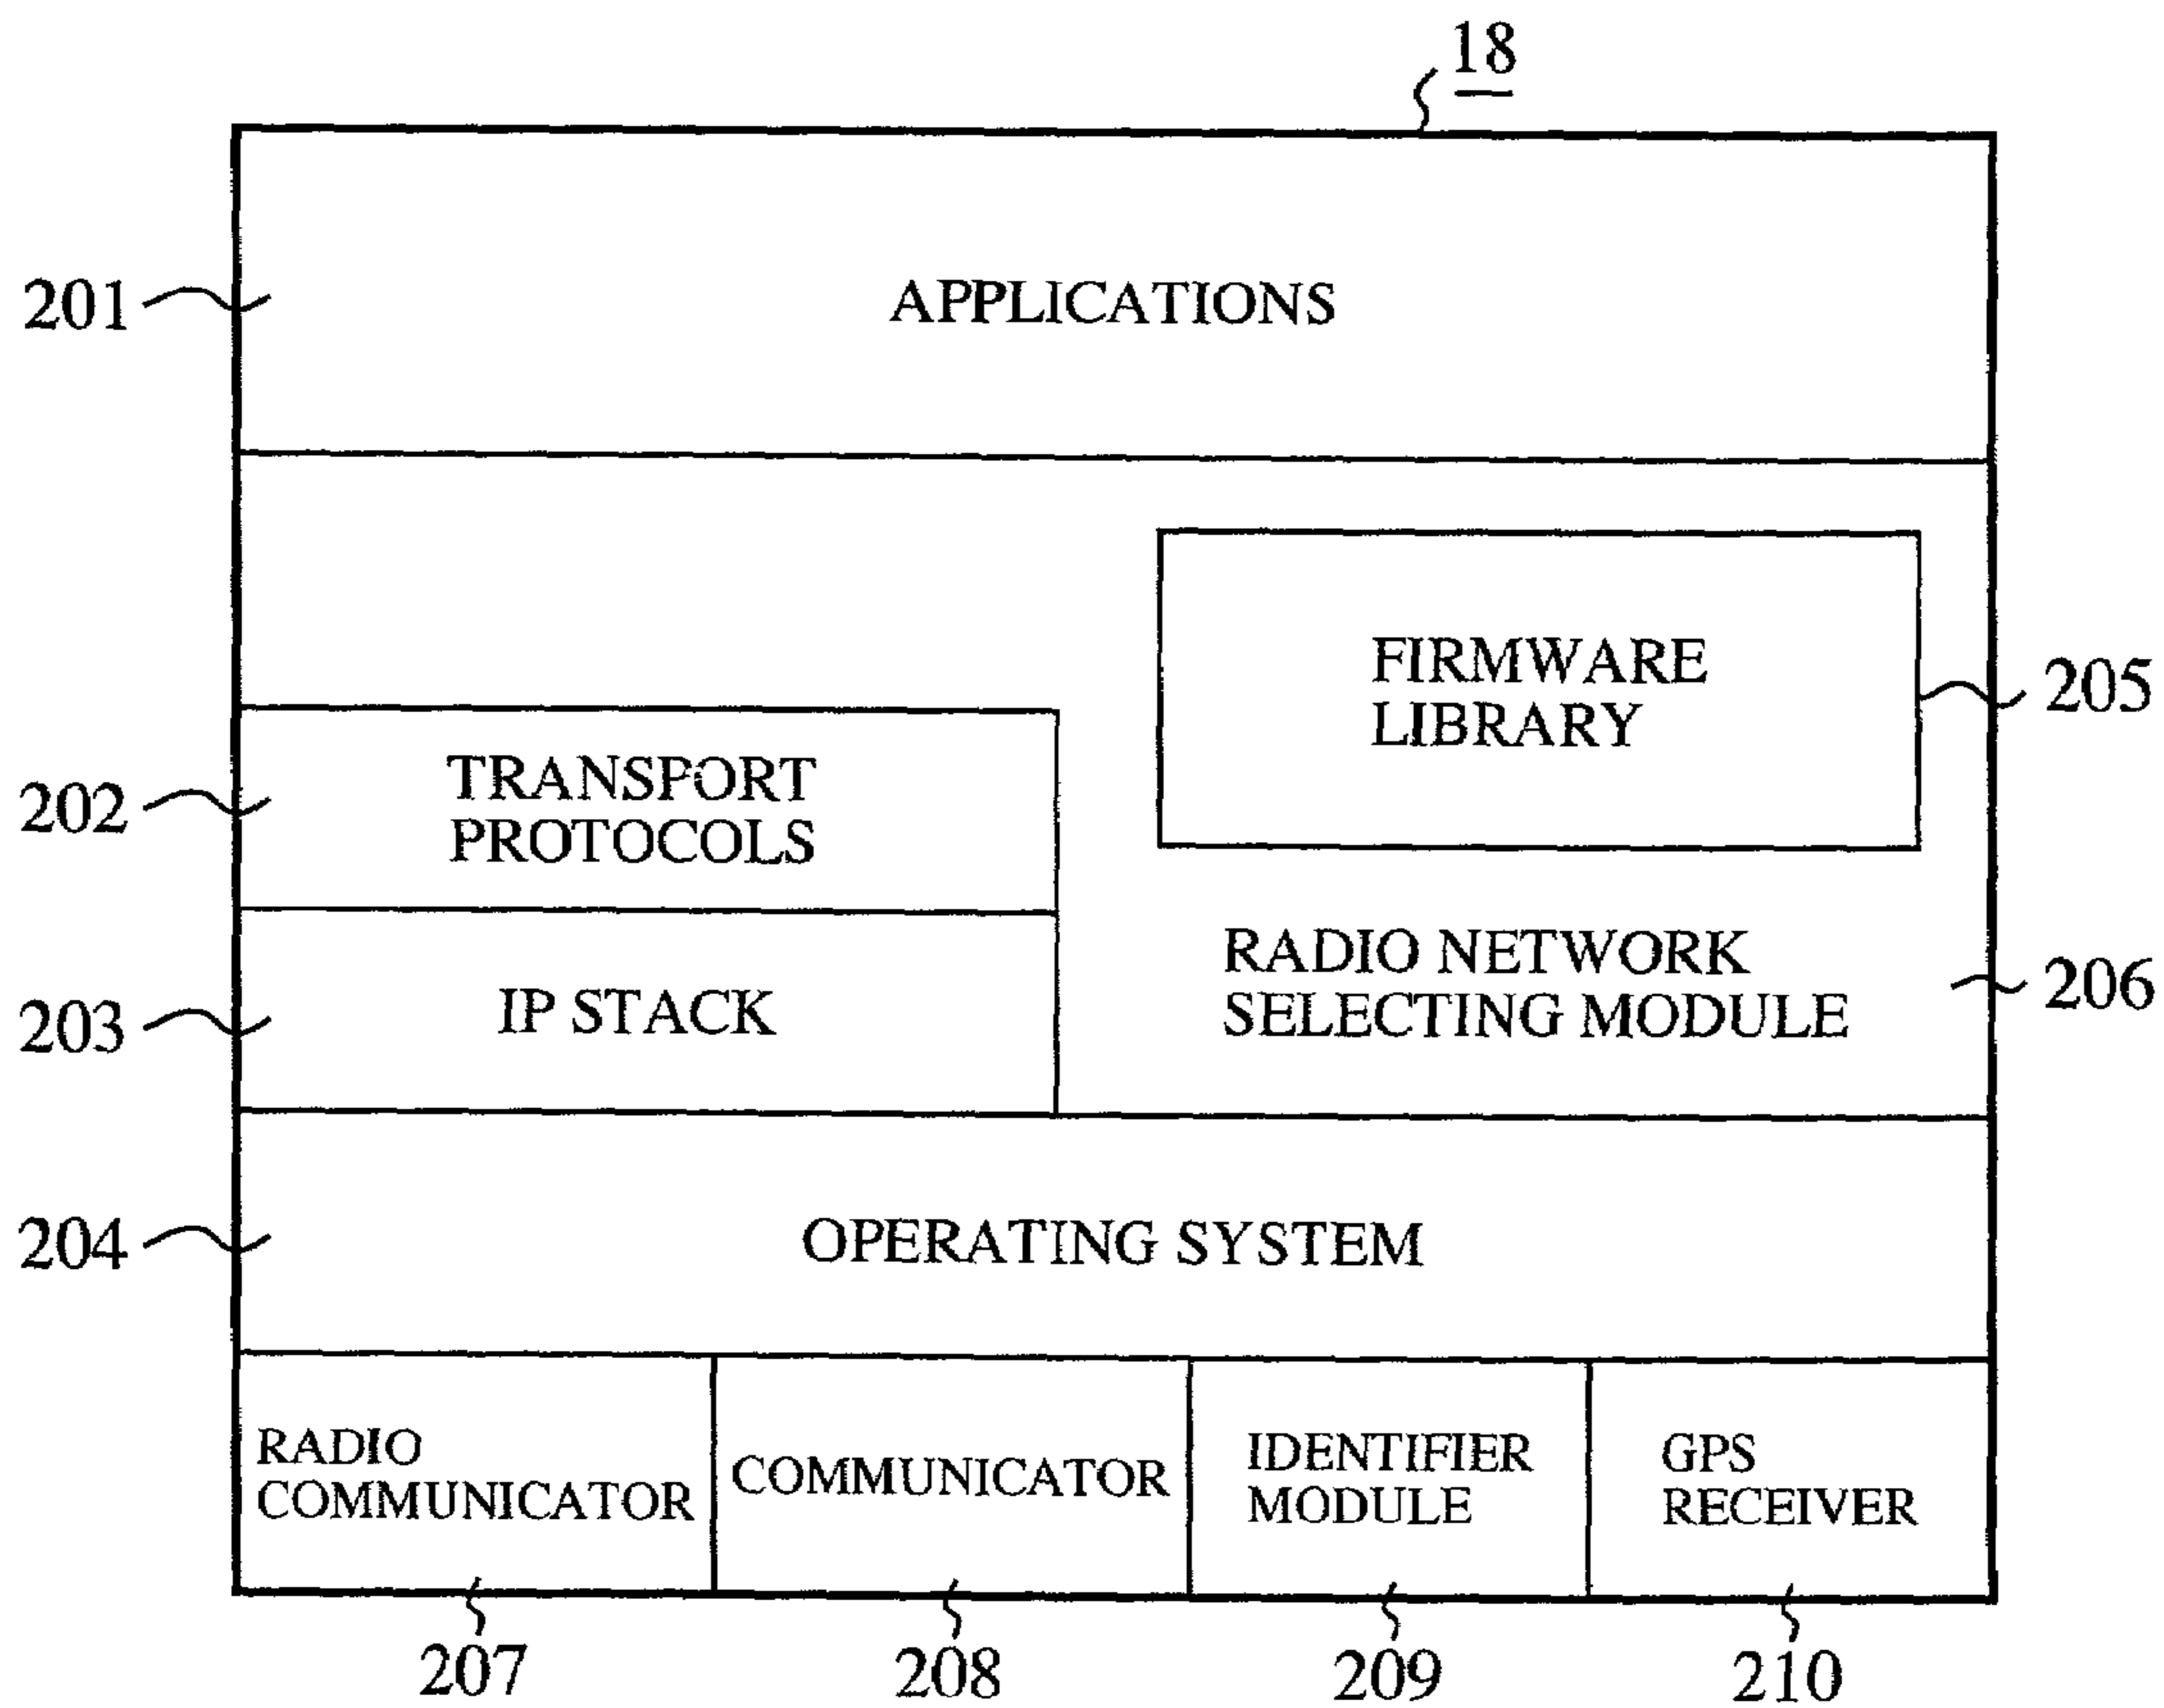 18
APPLICATIONS
201
FIRMWARE
LIBRARY
205
TRANSPORT
PROTOCOLS
202
RADIO NETWORK
SELECTING MODULE
206
IP STACK
203
OPERATING SYSTEM
204
RADIO
COMMUNICATOR
COMMUNICATOR
IDENTIFIER
MODULE
GPS
RECEIVER
207
208
209
210